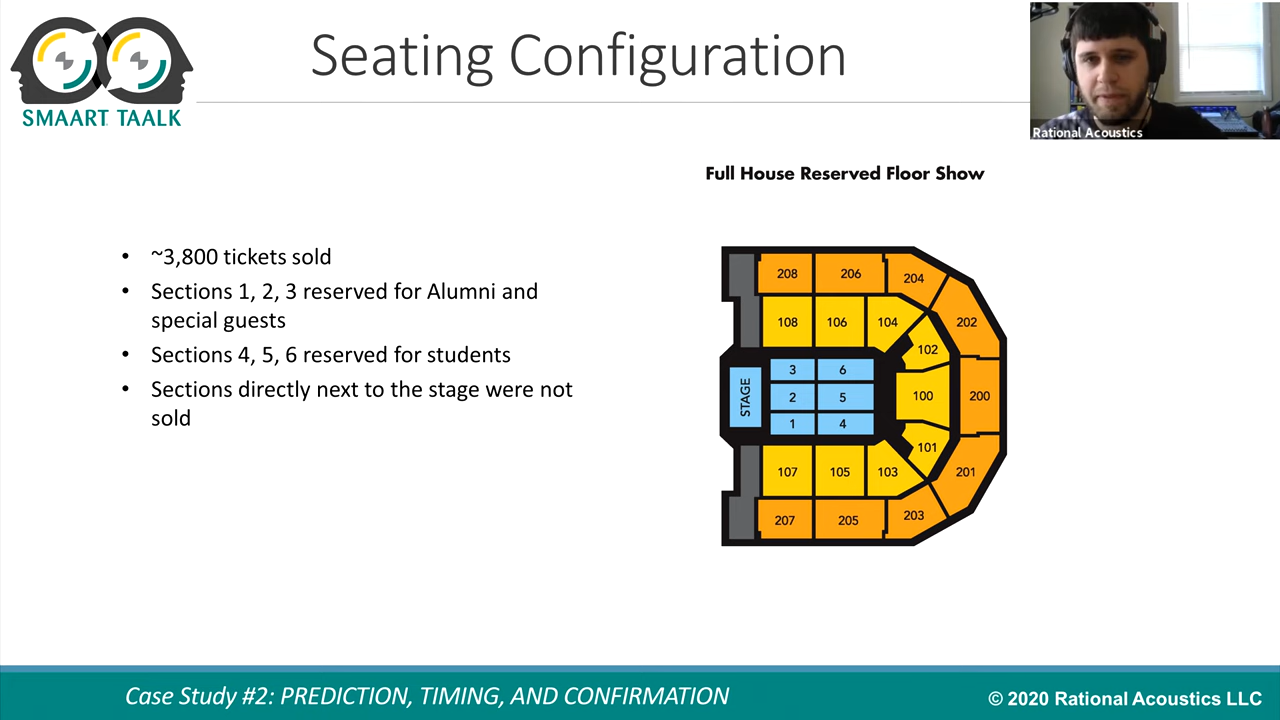 SMAART TAALK
Seating Configuration
Rational Acoustics
Full House Reserved Floor Show
• ~3,800 tickets sold
• Sections 1, 2, 3 reserved for Alumni and
special guests
• Sections 4, 5, 6 reserved for students
• Sections directly next to the stage were not
sold
208 206 204
108 106 104 202
102
3 6
STAGE 2 5 100 200
1 4
101
107 105 103 201
207 205 203
Case Study #2: PREDICTION, TIMING, AND CONFIRMATION
© 2020 Rational Acoustics LLC